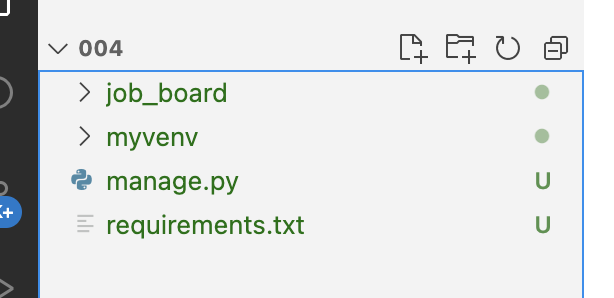 004
job_board
myvenv
manage.py U
requirements.txt U